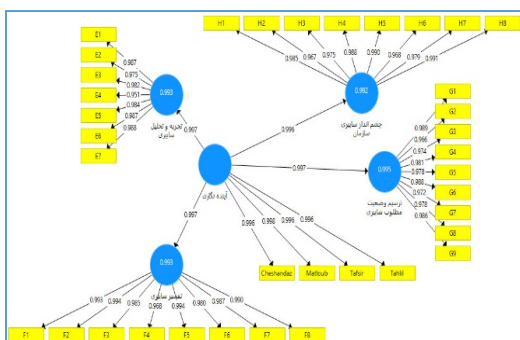 H1 H2 H3 H4 H5 H6 H7 H8
0.985 0.967 0.975 0.988 0.990 0.968 0.979 0.991
E1
E2
E3
E4
E5
E6
E7
0.987
0.975
0.982
0.951
0.984
0.987
0.988
0.993
تجزیه و تحلیل
سایبری
0.992
چشم انداز سایبری
سازمان
G1
G2
G3
G4
G5
G6
G7
G8
G9
0.989
0.966
0.974
0.981
0.978
0.988
0.972
0.978
0.986
0.995
ترسیم وضعیت
مطلوب سایبری
0.997
0.996
0.997
0.997
آینده نگاری
0.996 0.998 0.996 0.996
Cheshandaz Matloub Tafsir Tahlil
0.993
تفسیر سایبری
0.993 0.994 0.985 0.968 0.994 0.980 0.987 0.990
F1 F2 F3 F4 F5 F6 F7 F8